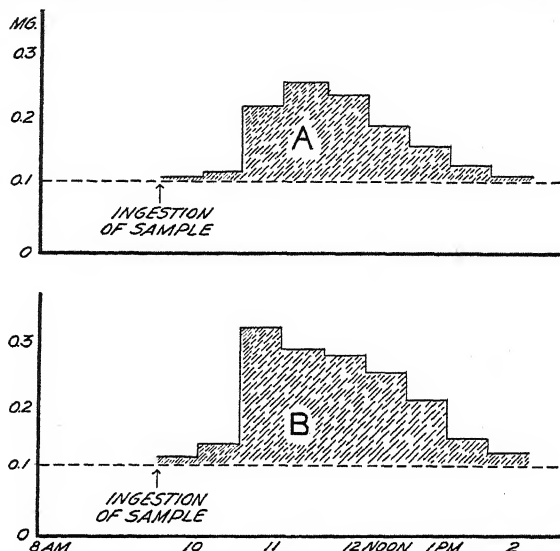 MG.
0.3
0.2
A
0.1
INGESTION
OF SAMPLE
0
0.3
0.2
B
0.1
INGESTION
OF SAMPLE
0
8 AM 10 11 12 NOON 1 PM 2